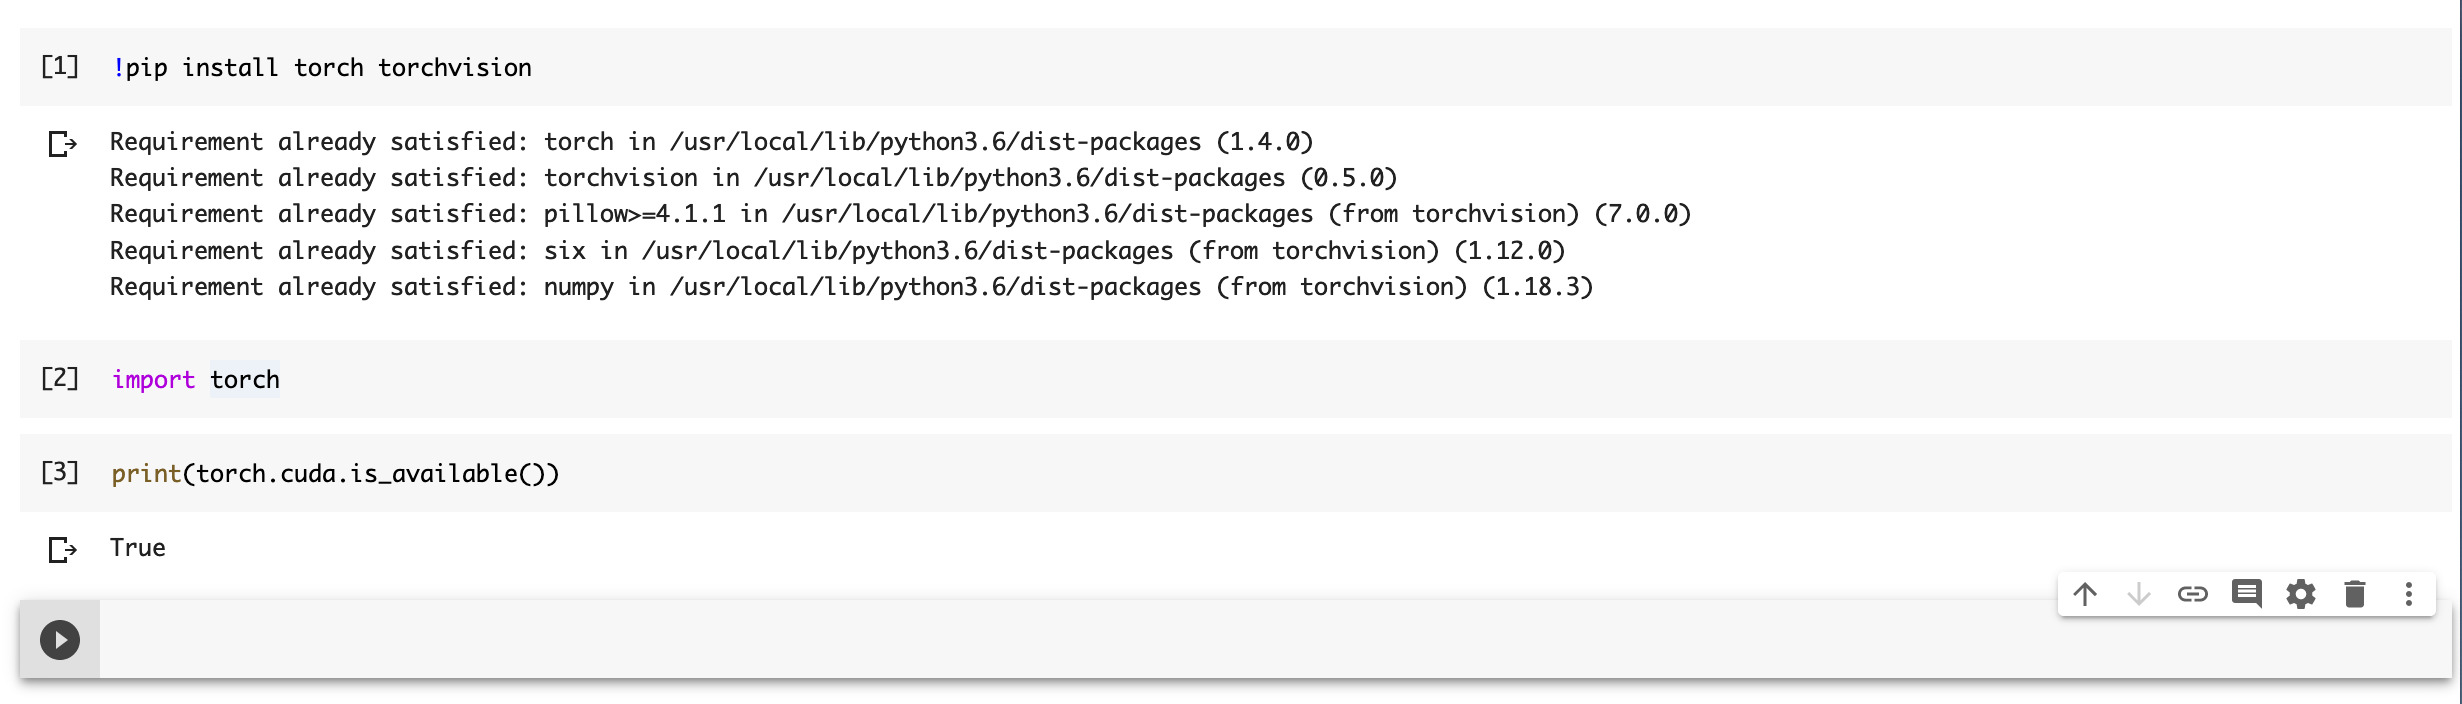 [1] !pip install torch torchvision
Requirement already satisfied: torch in /usr/local/lib/python3.6/dist-packages (1.4.0)
Requirement already satisfied: torchvision in /usr/local/lib/python3.6/dist-packages (0.5.0)
Requirement already satisfied: pillow>=4.1.1 in /usr/local/lib/python3.6/dist-packages (from torchvision) (7.0.0)
Requirement already satisfied: six in /usr/local/lib/python3.6/dist-packages (from torchvision) (1.12.0)
Requirement already satisfied: numpy in /usr/local/lib/python3.6/dist-packages (from torchvision) (1.18.3)
[2] import torch
[3] print(torch.cuda.is_available())
True